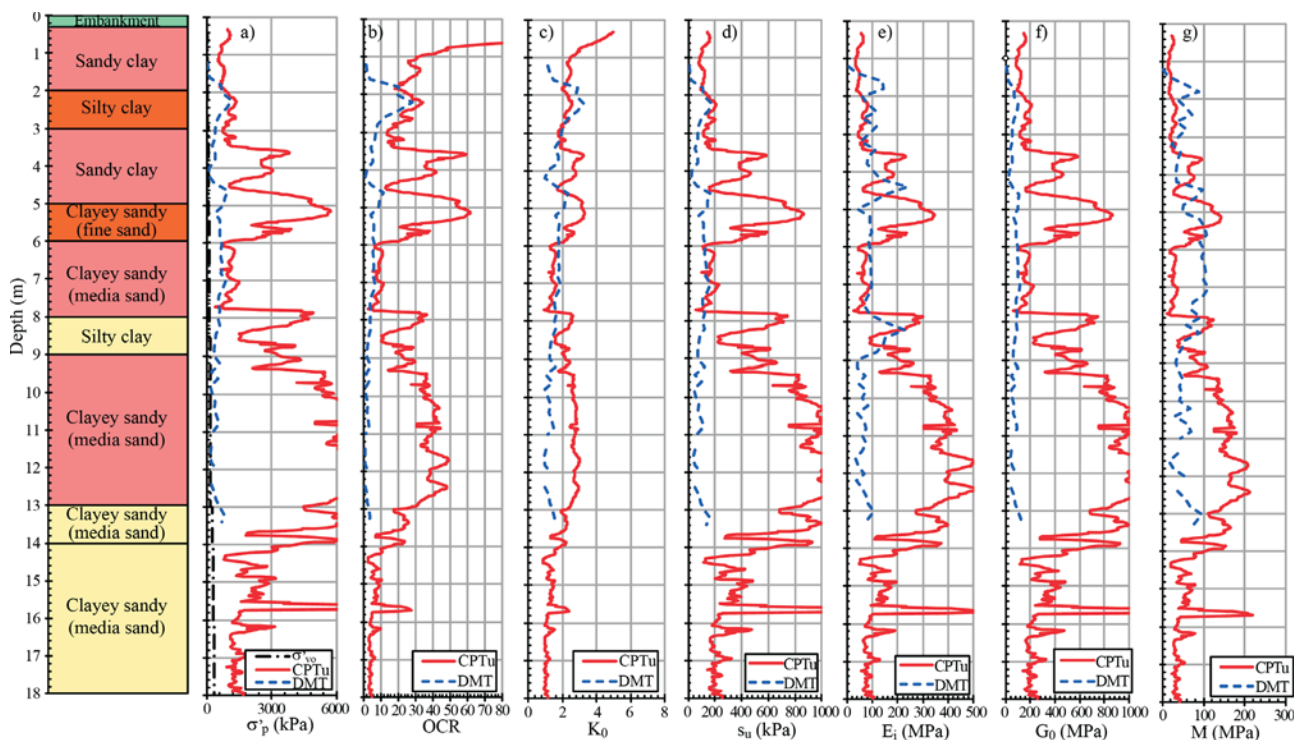 Embankment
Sandy clay
Silty clay
Sandy clay
Clayey sandy
(fine sand)
Clayey sandy
(media sand)
Silty clay
Clayey sandy
(media sand)
Clayey sandy
(media sand)
Clayey sandy
(media sand)
Depth (m)
0
1
2
3
4
5
6
7
8
9
10
11
12
13
14
15
16
17
18
a)
σ'vo
CPTu
DMT
0 6000
σ'p (kPa)
b)
CPTu
DMT
0 10 20 30 40 50 60 70 80
OCR
c)
CPTu
DMT
0 2 4 6 8
K0
d)
CPTu
DMT
0 200 400 600 800 1000
su (kPa)
e)
CPTu
DMT
0 100 200 300 400 500
Ei (MPa)
f)
CPTu
DMT
0 200 400 600 800 1000
G0 (MPa)
g)
CPTu
DMT
0 100 200 300
M (MPa)